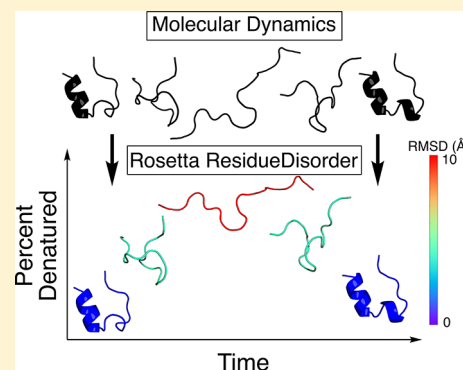 Molecular Dynamics
Rosetta ResidueDisorder
RMSD (Å
10
Percent
Denatured
0
Time